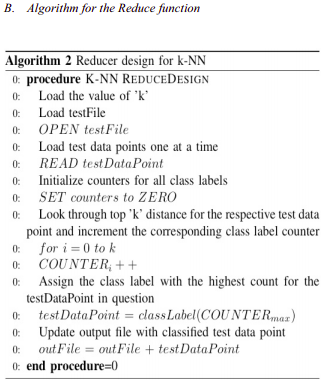 B. Algorithm for the Reduce function
Algorithm 2 Reducer design for k-NN
0: procedure K-NN REDUCEDESIGN
0: Load the value of 'k'
0: Load testFile
0: OPEN testFile
0: Load test data points one at a time
0: READ testDataPoint
0: Initialize counters for all class labels
0: SET counters to ZERO
0: Look through top 'k' distance for the respective test data
point and increment the corresponding class label counter
0: for i = 0 to k
0: COUNTERi + +
0: Assign the class label with the highest count for the
testDataPoint in question
0: testDataPoint = classLabel(COUNTERmax)
0: Update output file with classified test data point
0: outFile = outFile + testDataPoint
0: end procedure=0